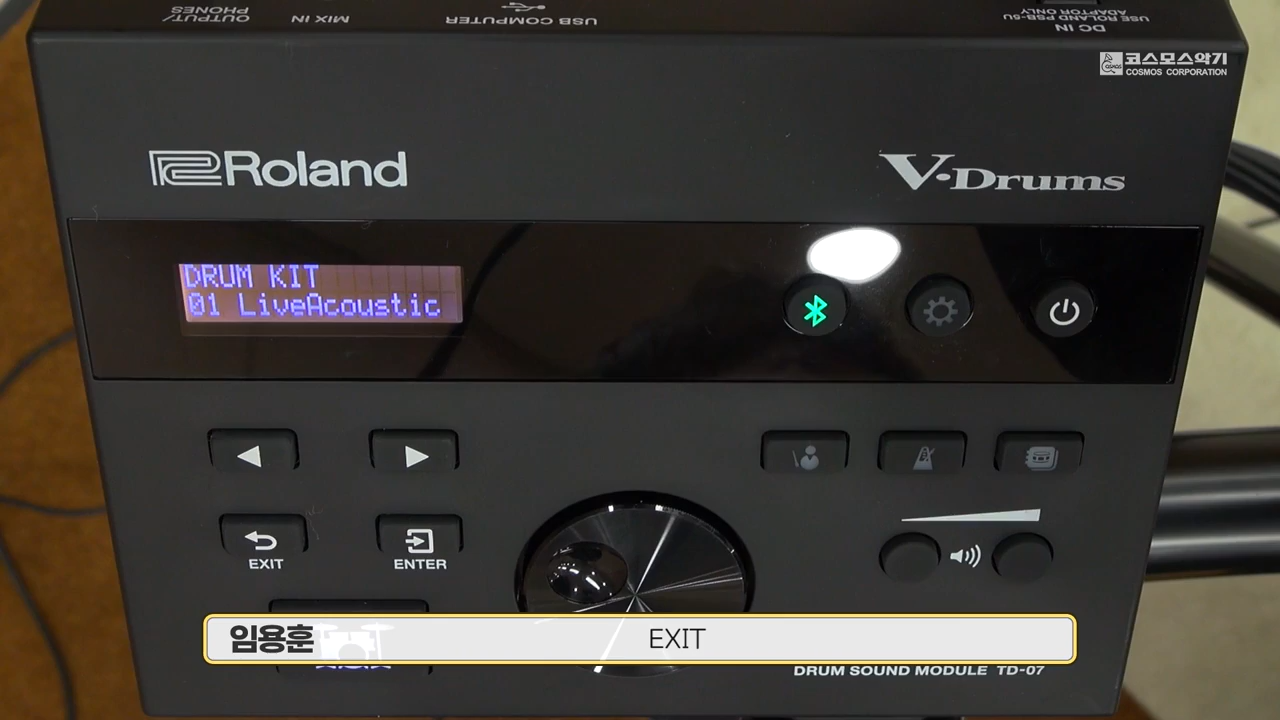 OUTPUT/
PHONES
MIX IN
USB COMPUTER
DC IN
USE ROLAND PSB-6U
ADAPTOR ONLY
코스모스악기
COSMOS CORPORATION
Roland
V-Drums
DRUM KIT
01 LiveAcoustic
EXIT
ENTER
임용훈
EXIT
DRUM SOUND MODULE TD-07